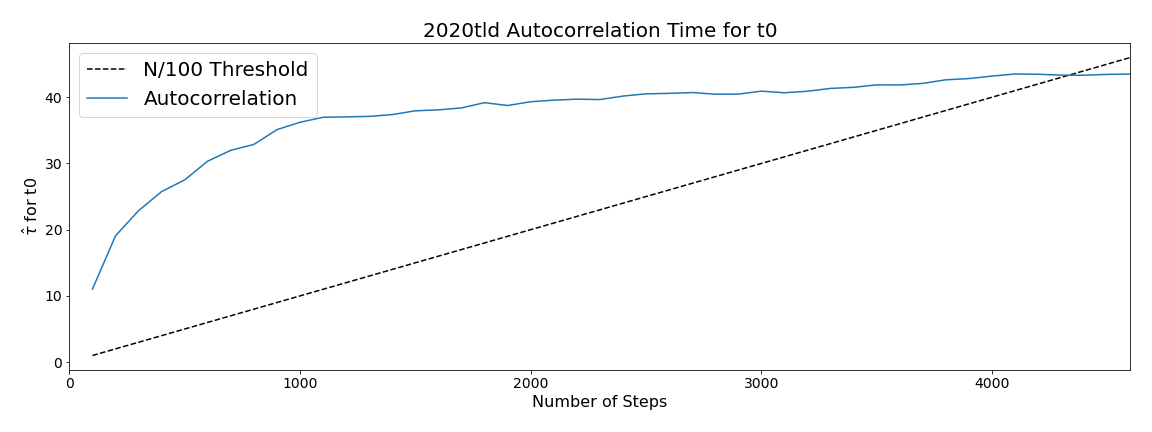 2020tld Autocorrelation Time for t0
N/100 Threshold
Autocorrelation
τ̂ for t0
40
30
20
10
0
0 1000 2000 3000 4000
Number of Steps